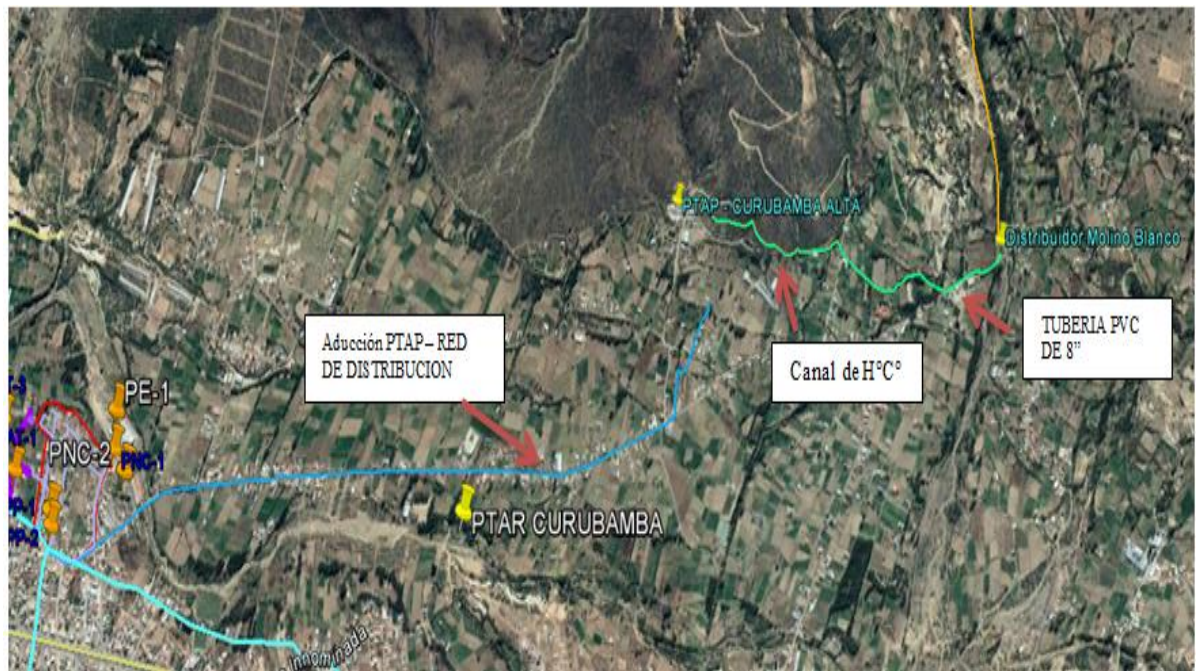 PTAP - CURUBAMBA ALTA
Distribuidor Molino Blanco
Aducción PTAP – RED
DE DISTRIBUCION
Canal de H°C°
TUBERIA PVC
DE 8”
PE-1
PNC-2
PNC-1
PTAR CURUBAMBA
Innominada